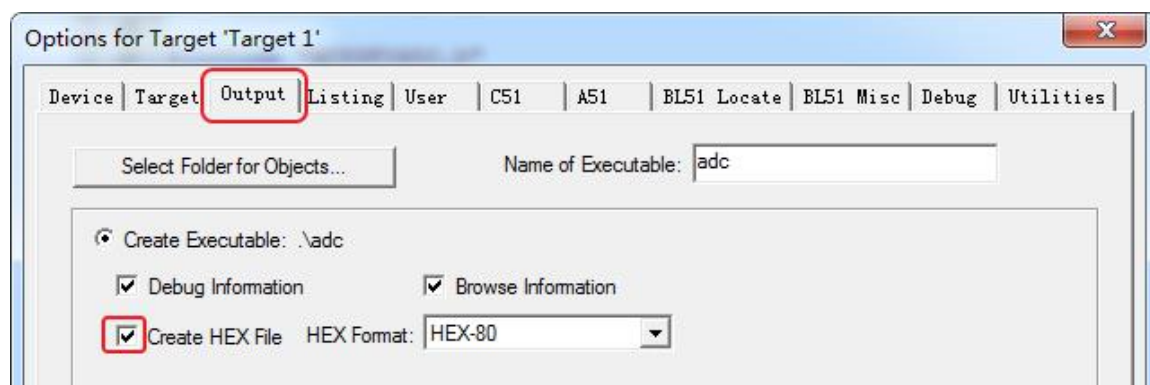 Options for Target 'Target 1'
Device Target Output Listing User C51 A51 BL51 Locate BL51 Misc Debug Utilities
Select Folder for Objects... Name of Executable: adc
Create Executable: .\adc
Debug Information Browse Information
Create HEX File HEX Format: HEX-80